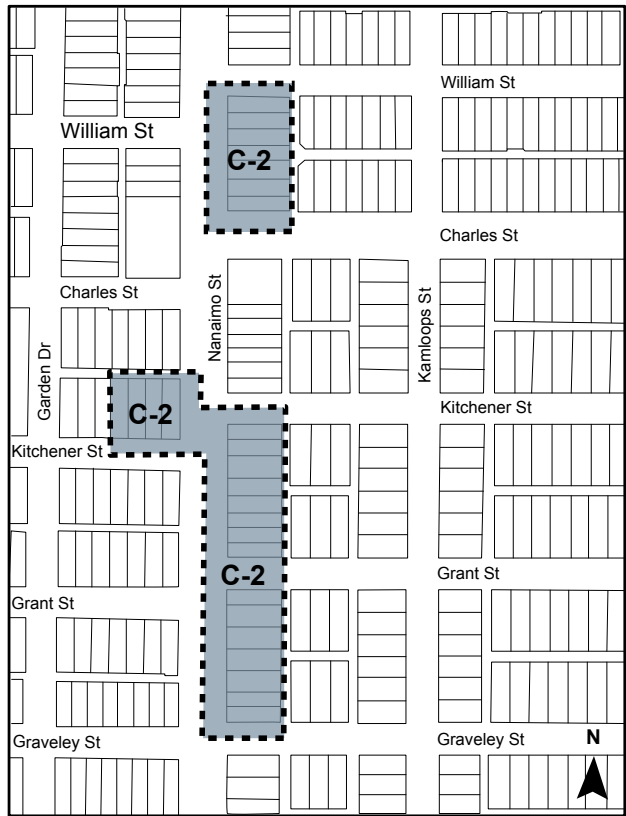 William St
William St
C-2
Charles St
Charles St
Nanaimo St
Kamloops St
Garden Dr
C-2
Kitchener St
Kitchener St
C-2
Grant St
Grant St
Graveley St
Graveley St
N